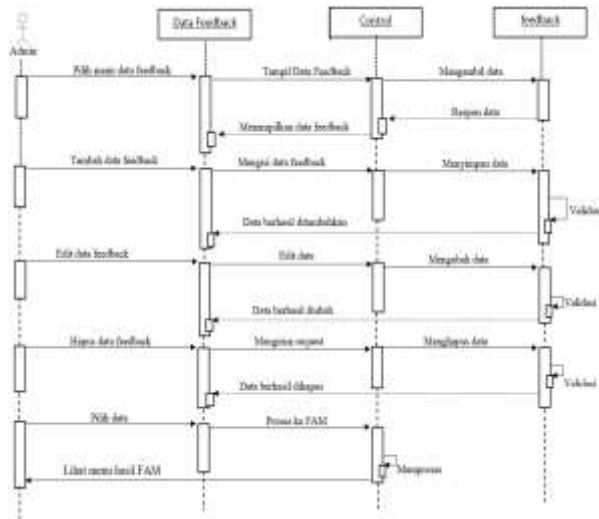 Data Feedback
Control
feedback
Admin
Pilih menu data feedback
Tampil Data Feedback
Mengambil data
Respon data
Menampilkan data feedback
Tambah data feedback
Mengisi data feedback
Menyimpan data
Validasi
Data berhasil ditambahkan
Edit data feedback
Edit data
Mengubah data
Validasi
Data berhasil diubah
Hapus data feedback
Mengirim request
Menghapus data
Validasi
Data berhasil dihapus
Pilih data
Proses ke FAM
Memproses
Lihat menu hasil FAM